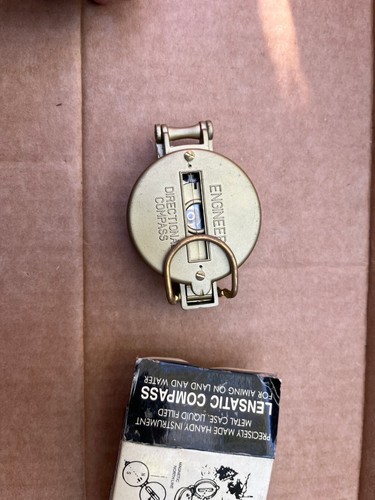 ENGINEER
DIRECTIONAL
COMPASS
PRECISELY MADE HANDY INSTRUMENT
METAL CASE: LIQUID FILLED
LENSATIC COMPASS
FOR AIMING ON LAND AND WATER